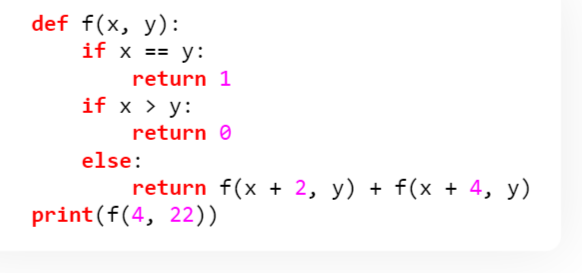 def f(x, y):
    if x == y:
        return 1
    if x > y:
        return 0
    else:
        return f(x + 2, y) + f(x + 4, y)
print(f(4, 22))